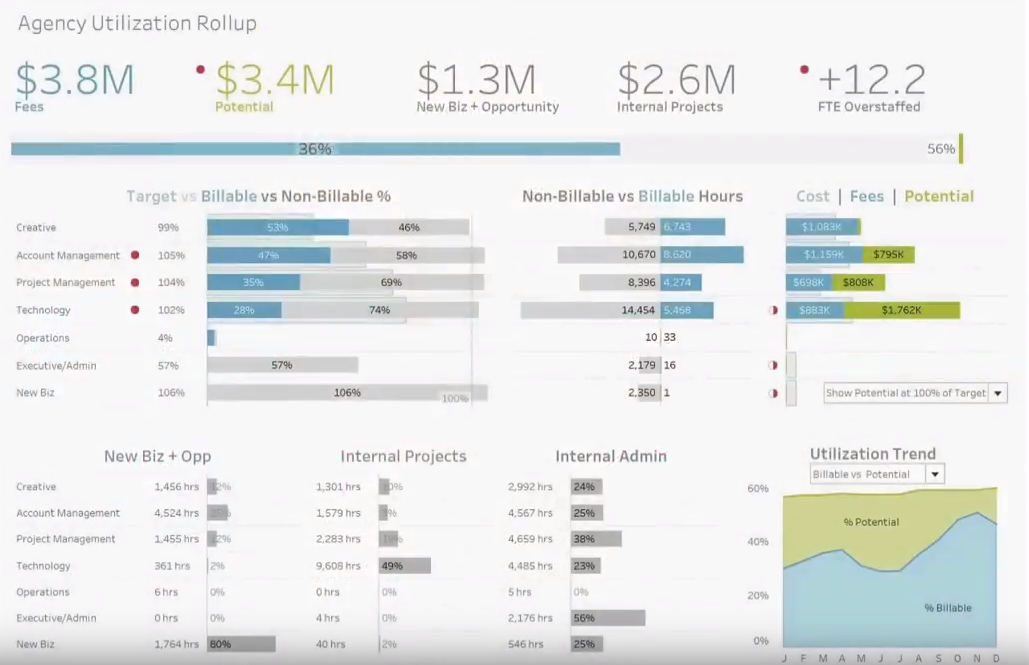 Agency Utilization Rollup
$3.8M $3.4M $1.3M $2.6M +12.2
Fees Potential New Biz + Opportunity Internal Projects FTE Overstaffed
36% 56%
Target vs Billable vs Non-Billable % Non-Billable vs Billable Hours Cost | Fees | Potential
Creative 99% 53% 46% 5,749 6,743 $1,083K
Account Management 105% 47% 58% 10,670 8,620 $1,159K $795K
Project Management 104% 35% 69% 8,396 4,274 $698K $808K
Technology 102% 28% 74% 14,454 5,468 $883K $1,762K
Operations 4% 10 33
Executive/Admin 57% 57% 2,179 16
New Biz 106% 106% 100% 2,350 1 Show Potential at 100% of Target
New Biz + Opp Internal Projects Internal Admin Utilization Trend
Billable vs Potential
Creative 1,456 hrs 12% 1,301 hrs 10% 2,992 hrs 24%
Account Management 4,524 hrs 1,579 hrs 25%
4,567 hrs
Project Management 1,455 hrs 12% 2,283 hrs 19% 4,659 hrs 38%
Technology 361 hrs 2% 9,608 hrs 49% 4,485 hrs 23%
Operations 6 hrs 0% 0 hrs 0% 5 hrs 0%
Executive/Admin 0 hrs 0% 4 hrs 0% 2,176 hrs 56%
New Biz 1,764 hrs 80% 40 hrs 2% 546 hrs 25%
60%
% Potential
40%
20%
% Billable
0%
J F M A M J J A S O N D